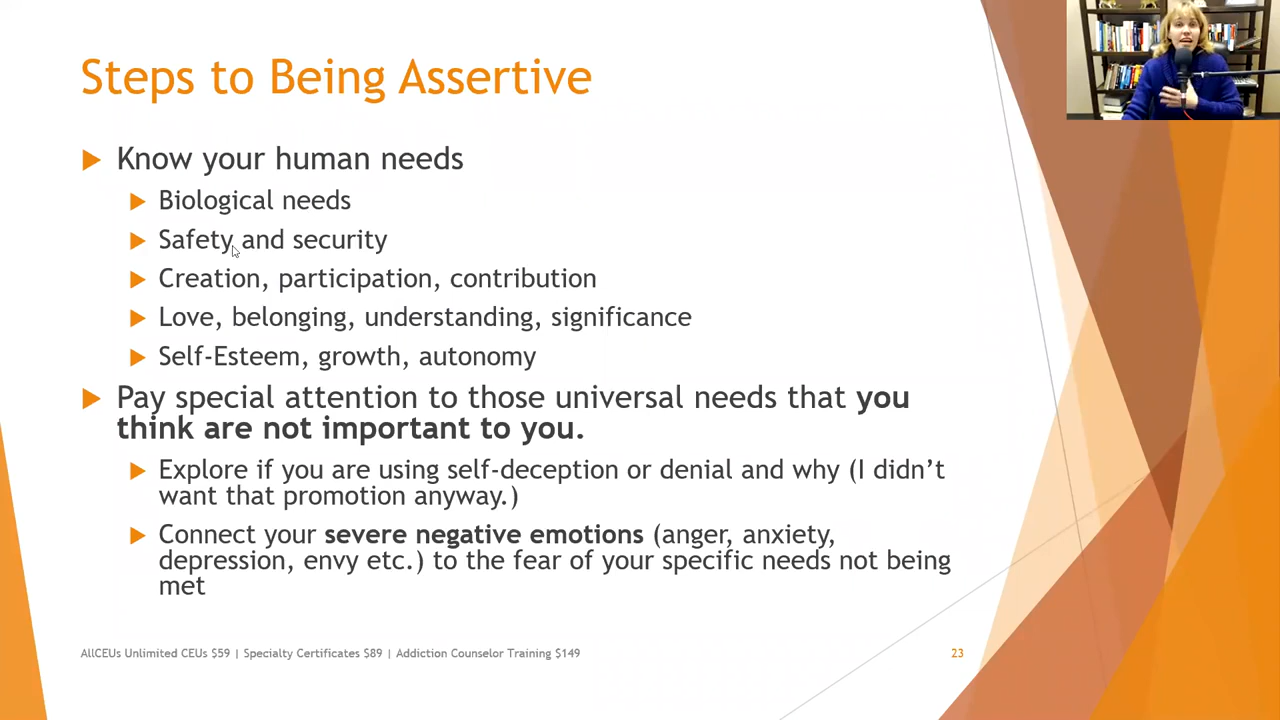 Steps to Being Assertive
Know your human needs
Biological needs
Safety and security
Creation, participation, contribution
Love, belonging, understanding, significance
Self-Esteem, growth, autonomy
Pay special attention to those universal needs that you
think are not important to you.
Explore if you are using self-deception or denial and why (I didn’t
want that promotion anyway.)
Connect your severe negative emotions (anger, anxiety,
depression, envy etc.) to the fear of your specific needs not being
met
AllCEUs Unlimited CEUs $59 | Specialty Certificates $89 | Addiction Counselor Training $149
23